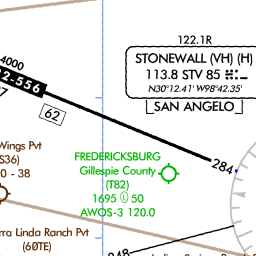 122.1R
4000
STONEWALL (VH) (H)
113.8 STV 85
N30°12.41' W98°42.35'
SAN ANGELO
2-556
62
Wings Pvt
S36)
0 - 38
FREDERICKSBURG
Gillespie County
(T82)
1695 Ⓛ 50
AWOS-3 120.0
284
rra Linda Ranch Pvt
(60TE)
248